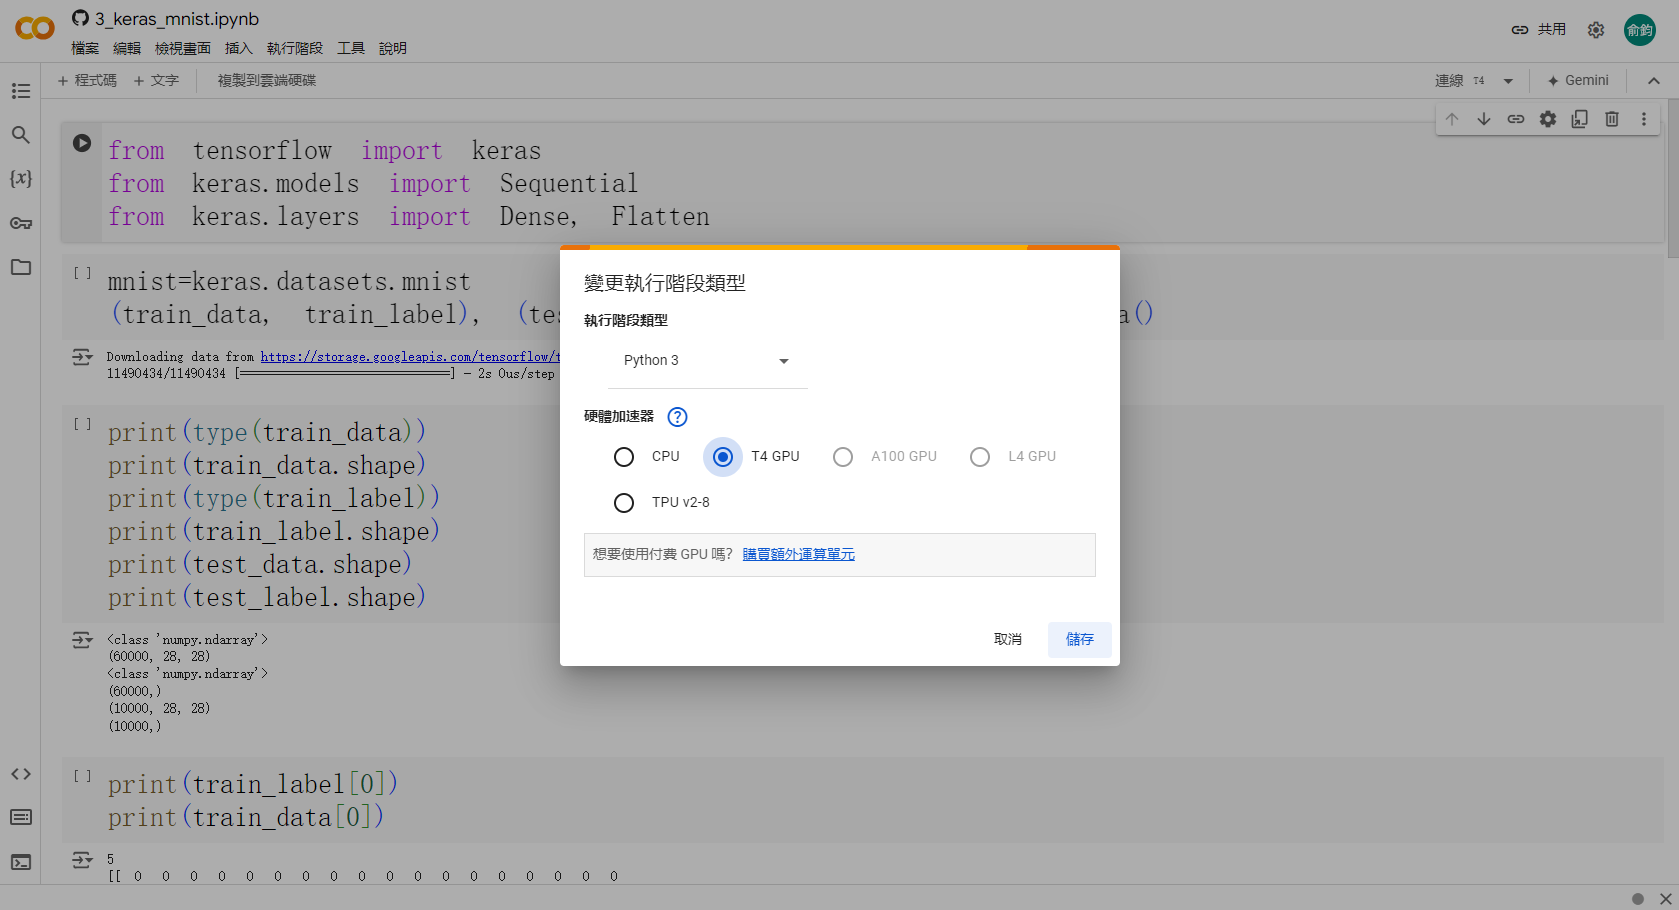 3_keras_mnist.ipynb
檔案 編輯 檢視畫面 插入 執行階段 工具 說明
共用
俞鈞
+ 程式碼 + 文字 複製到雲端硬碟
連線 T4
Gemini
from tensorflow import keras
from keras.models import Sequential
from keras.layers import Dense, Flatten
[ ] mnist=keras.datasets.mnist
(train_data, train_label), (tes
a()
Downloading data from https://storage.googleapis.com/tensorflow/t
11490434/11490434 [==============================] - 2s 0us/step
[ ] print(type(train_data))
print(train_data.shape)
print(type(train_label))
print(train_label.shape)
print(test_data.shape)
print(test_label.shape)
<class 'numpy.ndarray'>
(60000, 28, 28)
<class 'numpy.ndarray'>
(60000,)
(10000, 28, 28)
(10000,)
[ ] print(train_label[0])
print(train_data[0])
5
[[ 0 0 0 0 0 0 0 0 0 0 0 0 0 0 0 0 0 0
變更執行階段類型
執行階段類型
Python 3
硬體加速器 ?
CPU T4 GPU A100 GPU L4 GPU
TPU v2-8
想要使用付費 GPU 嗎? 購買額外運算單元
取消 儲存